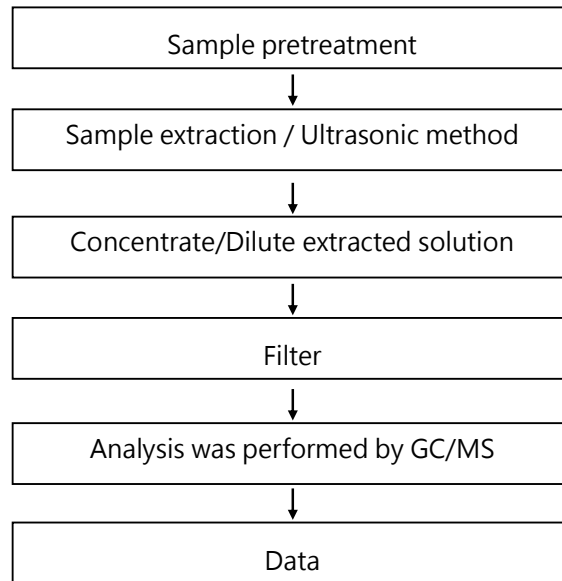 Sample pretreatment
Sample extraction / Ultrasonic method
Concentrate/Dilute extracted solution
Filter
Analysis was performed by GC/MS
Data